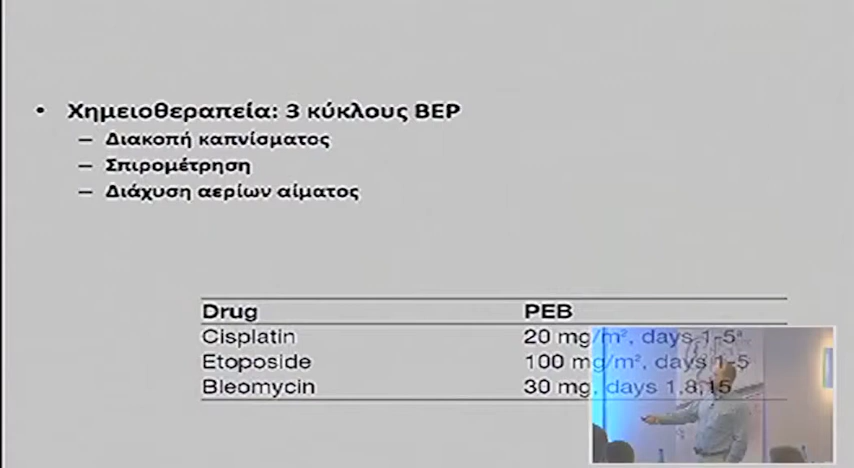 • Χημειοθεραπεία: 3 κύκλους BEP
– Διακοπή καπνίσματος
– Σπιρομέτρηση
– Διάχυση αερίων αίματος
Drug PEB
Cisplatin 20 mg/m², days 1-5ª
Etoposide 100 mg/m², days 1-5
Bleomycin 30 mg, days 1,8,15